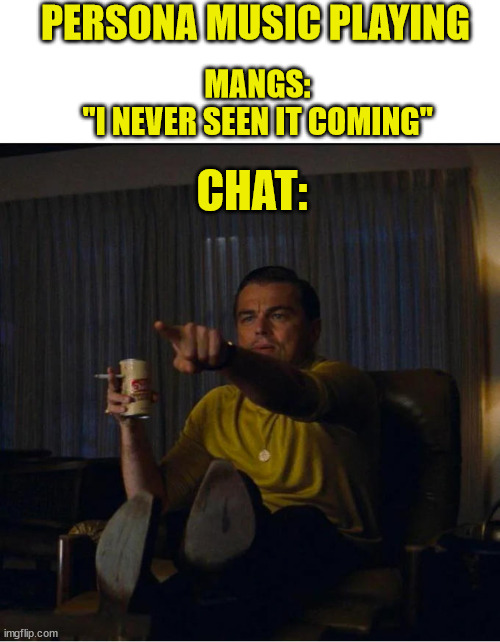 PERSONA MUSIC PLAYING
MANGS:
"I NEVER SEEN IT COMING"
CHAT:
imgflip.com